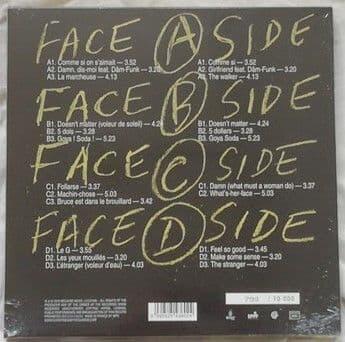 FACE A SIDE
A1. Comme si on s'aimait — 3.52 A1. Comme si — 3.52
A2. Damn, dis-moi feat. Dâm-Funk — 3.20 A2. Girlfriend feat. Dâm-Funk — 3.20
A3. La marcheuse — 4.13 A3. The walker — 4.13
FACE B SIDE
B1. Doesn't matter (voleur de soleil) — 4.24 B1. Doesn't matter — 4.24
B2. 5 dols — 3.28 B2. 5 dollars — 3.28
B3. Goya ! Soda ! — 5.23 B3. Goya Soda — 5.23
FACE C SIDE
C1. Follarse — 3.37 C1. Damn (what must a woman do) — 3.37
C2. Machin-chose — 5.03 C2. What's-her-face — 5.03
C3. Bruce est dans le brouillard — 3.42
FACE D SIDE
D1. Le G — 3.55 D1. Feel so good — 3.45
D2. Les yeux mouillés — 3.20 D2. Make some sense — 3.20
D3. L'étranger (voleur d'eau) — 4.03 D3. The stranger — 4.03
/10 000